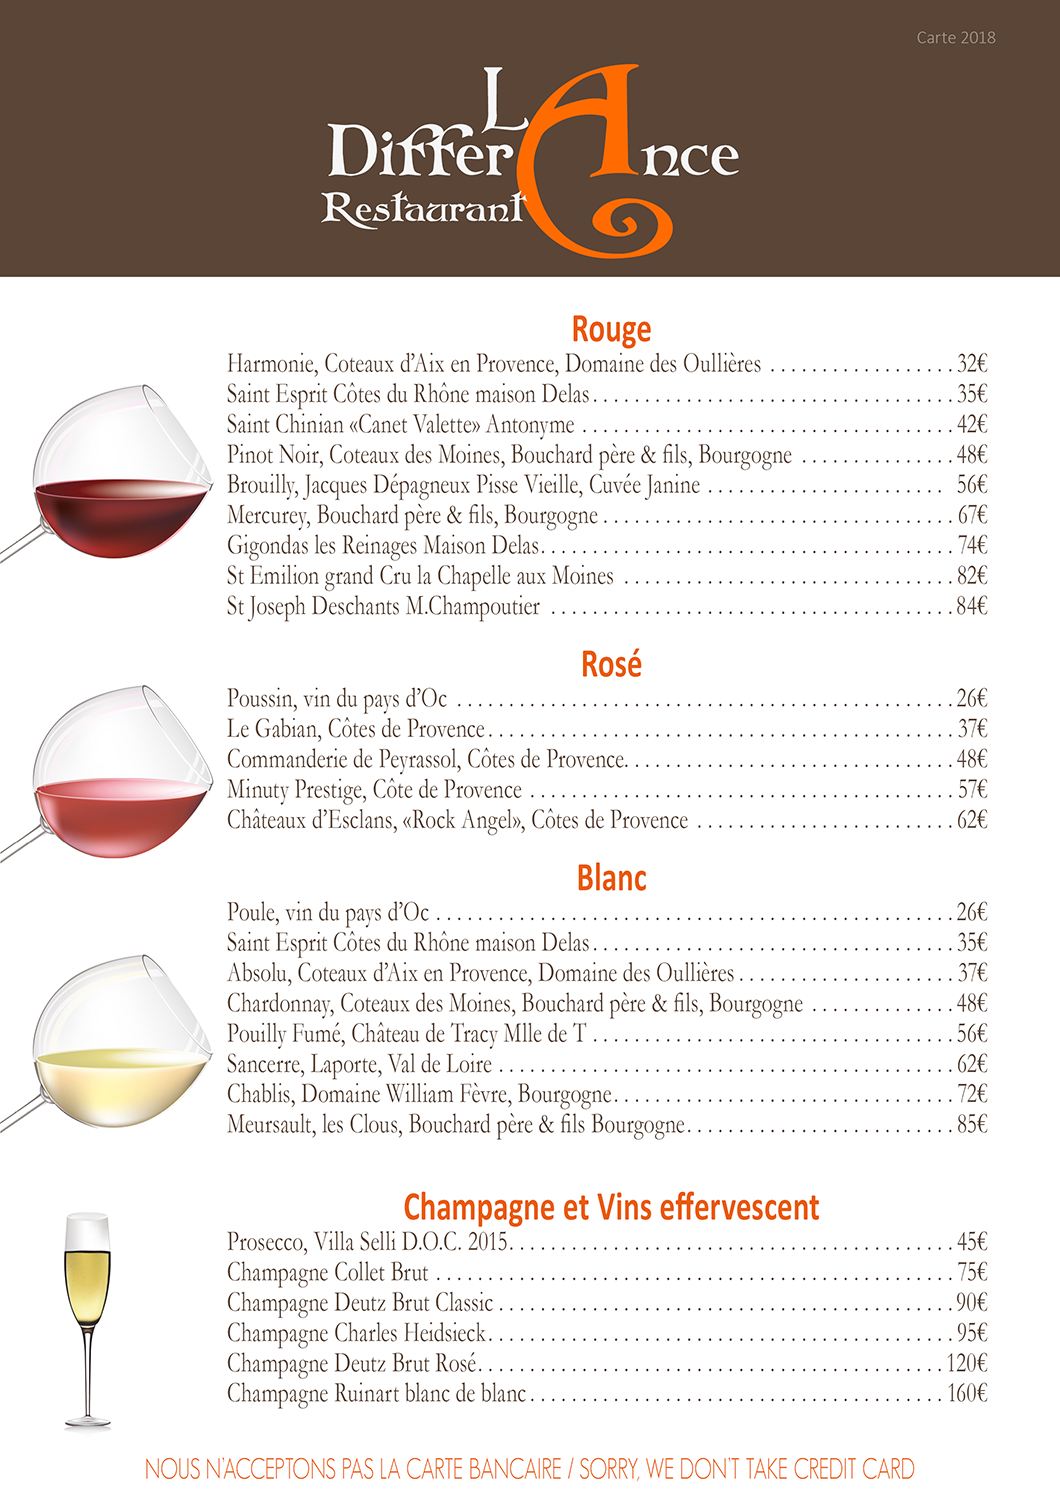 Carte 2018
LA
Differ Ance
Restaurant
Rouge
Harmonie, Coteaux d’Aix en Provence, Domaine des Oullières . . . . . . . . . . . . . . . . . . 32€
Saint Esprit Côtes du Rhône maison Delas . . . . . . . . . . . . . . . . . . . . . . . . . . . . . . . . . . . 35€
Saint Chinian «Canet Valette» Antonyme . . . . . . . . . . . . . . . . . . . . . . . . . . . . . . . . . . . . 42€
Pinot Noir, Coteaux des Moines, Bouchard père & fils, Bourgogne . . . . . . . . . . . . . . . 48€
Brouilly, Jacques Dépagneux Pisse Vieille, Cuvée Janine . . . . . . . . . . . . . . . . . . . . . . . 56€
Mercurey, Bouchard père & fils, Bourgogne . . . . . . . . . . . . . . . . . . . . . . . . . . . . . . . . . . 67€
Gigondas les Reinages Maison Delas. . . . . . . . . . . . . . . . . . . . . . . . . . . . . . . . . . . . . . . . 74€
St Emilion grand Cru la Chapelle aux Moines . . . . . . . . . . . . . . . . . . . . . . . . . . . . . . . . 82€
St Joseph Deschants M.Champoutier . . . . . . . . . . . . . . . . . . . . . . . . . . . . . . . . . . . . . . . 84€
Rosé
Poussin, vin du pays d’Oc . . . . . . . . . . . . . . . . . . . . . . . . . . . . . . . . . . . . . . . . . . . . . . . . 26€
Le Gabian, Côtes de Provence . . . . . . . . . . . . . . . . . . . . . . . . . . . . . . . . . . . . . . . . . . . . . 37€
Commanderie de Peyrassol, Côtes de Provence. . . . . . . . . . . . . . . . . . . . . . . . . . . . . . . . 48€
Minuty Prestige, Côte de Provence . . . . . . . . . . . . . . . . . . . . . . . . . . . . . . . . . . . . . . . . . 57€
Châteaux d’Esclans, «Rock Angel», Côtes de Provence . . . . . . . . . . . . . . . . . . . . . . . . . 62€
Blanc
Poule, vin du pays d’Oc . . . . . . . . . . . . . . . . . . . . . . . . . . . . . . . . . . . . . . . . . . . . . . . . . . 26€
Saint Esprit Côtes du Rhône maison Delas . . . . . . . . . . . . . . . . . . . . . . . . . . . . . . . . . . . 35€
Absolu, Coteaux d’Aix en Provence, Domaine des Oullières . . . . . . . . . . . . . . . . . . . . . 37€
Chardonnay, Coteaux des Moines, Bouchard père & fils, Bourgogne . . . . . . . . . . . . . . 48€
Pouilly Fumé, Château de Tracy Mlle de T . . . . . . . . . . . . . . . . . . . . . . . . . . . . . . . . . . . 56€
Sancerre, Laporte, Val de Loire . . . . . . . . . . . . . . . . . . . . . . . . . . . . . . . . . . . . . . . . . . . . 62€
Chablis, Domaine William Fèvre, Bourgogne. . . . . . . . . . . . . . . . . . . . . . . . . . . . . . . . . 72€
Meursault, les Clous, Bouchard père & fils Bourgogne. . . . . . . . . . . . . . . . . . . . . . . . . . 85€
Champagne et Vins effervescent
Prosecco, Villa Selli D.O.C. 2015. . . . . . . . . . . . . . . . . . . . . . . . . . . . . . . . . . . . . . . . . . . 45€
Champagne Collet Brut . . . . . . . . . . . . . . . . . . . . . . . . . . . . . . . . . . . . . . . . . . . . . . . . . . 75€
Champagne Deutz Brut Classic . . . . . . . . . . . . . . . . . . . . . . . . . . . . . . . . . . . . . . . . . . . . 90€
Champagne Charles Heidsieck . . . . . . . . . . . . . . . . . . . . . . . . . . . . . . . . . . . . . . . . . . . . . 95€
Champagne Deutz Brut Rosé. . . . . . . . . . . . . . . . . . . . . . . . . . . . . . . . . . . . . . . . . . . . . 120€
Champagne Ruinart blanc de blanc . . . . . . . . . . . . . . . . . . . . . . . . . . . . . . . . . . . . . . . . 160€
NOUS N'ACCEPTONS PAS LA CARTE BANCAIRE / SORRY, WE DON'T TAKE CREDIT CARD